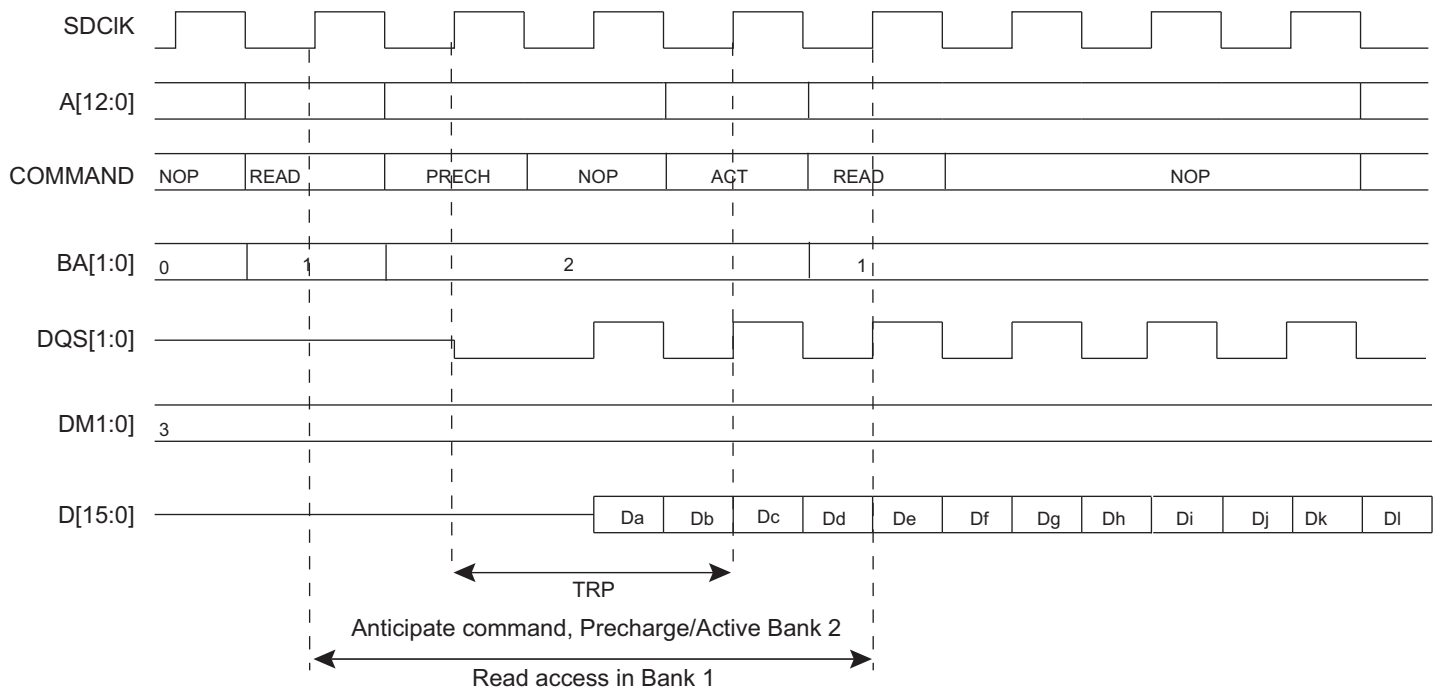 SDClK
A[12:0]
COMMAND NOP READ PRECH NOP ACT READ NOP
BA[1:0] 0 1 2 1
DQS[1:0]
DM1:0] 3
D[15:0] Da Db Dc Dd De Df Dg Dh Di Dj Dk Dl
TRP
Anticipate command, Precharge/Active Bank 2
Read access in Bank 1